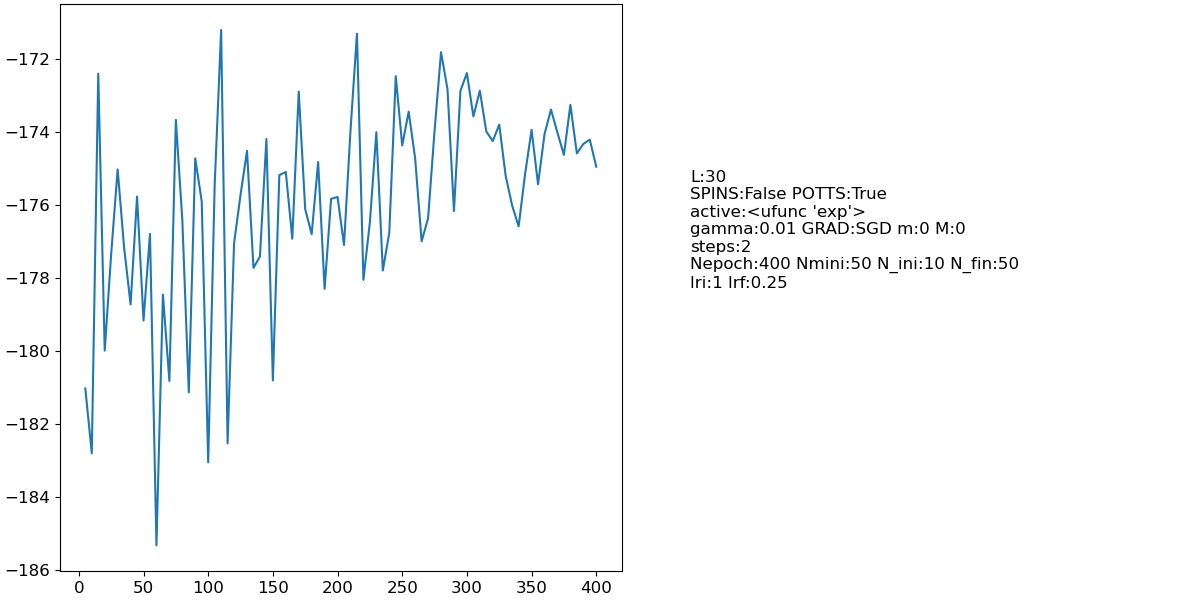 −172
−174
−176
−178
−180
−182
−184
−186
0 50 100 150 200 250 300 350 400
L:30
SPINS:False POTTS:True
active:<ufunc 'exp'>
gamma:0.01 GRAD:SGD m:0 M:0
steps:2
Nepoch:400 Nmini:50 N_ini:10 N_fin:50
lri:1 lrf:0.25